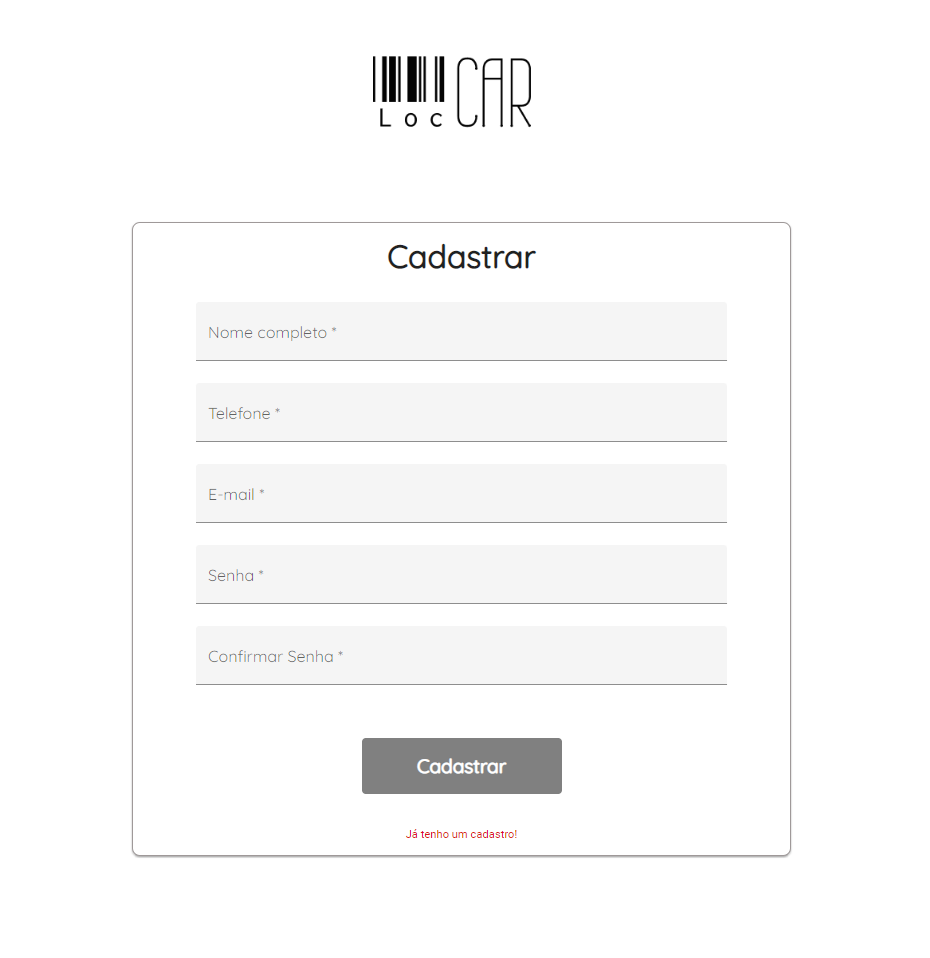 Loc CAR
Cadastrar
Nome completo *
Telefone *
E-mail *
Senha *
Confirmar Senha *
Cadastrar
Já tenho um cadastro!